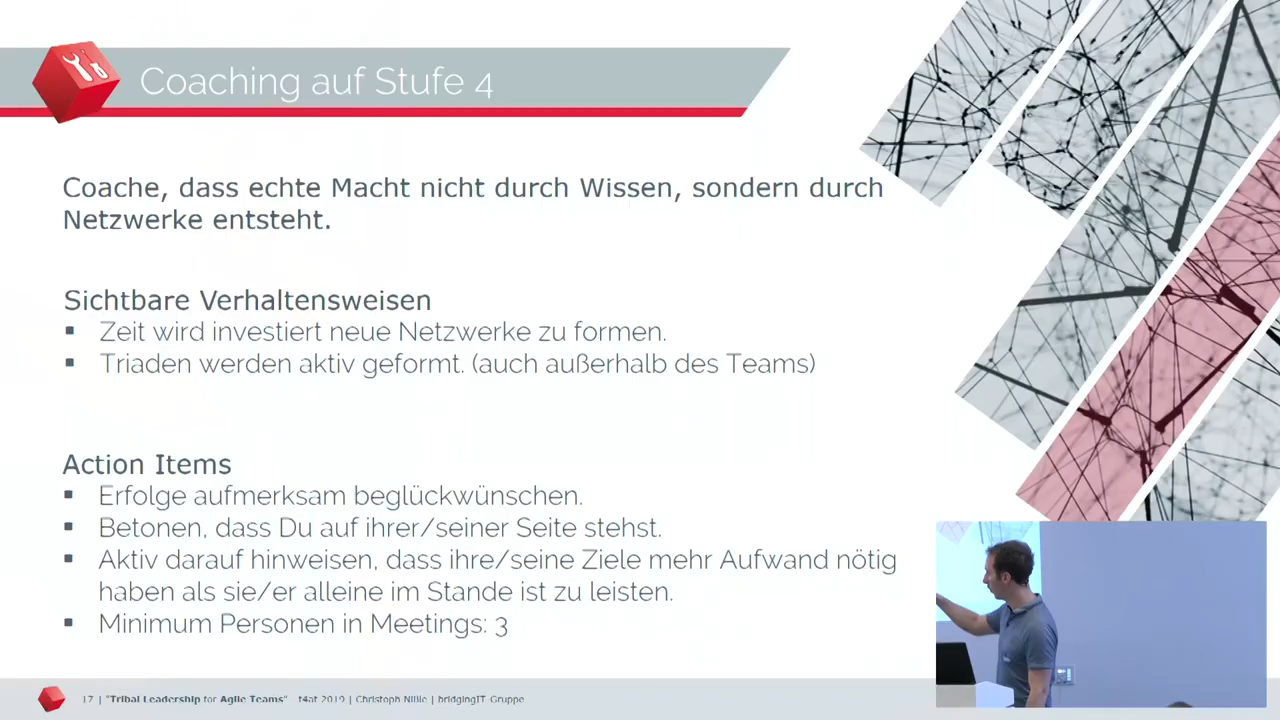 Coaching auf Stufe 4
Coache, dass echte Macht nicht durch Wissen, sondern durch
Netzwerke entsteht.
Sichtbare Verhaltensweisen
▪ Zeit wird investiert neue Netzwerke zu formen.
▪ Triaden werden aktiv geformt. (auch außerhalb des Teams)
Action Items
▪ Erfolge aufmerksam beglückwünschen.
▪ Betonen, dass Du auf ihrer/seiner Seite stehst.
▪ Aktiv darauf hinweisen, dass ihre/seine Ziele mehr Aufwand nötig
haben als sie/er alleine im Stande ist zu leisten.
▪ Minimum Personen in Meetings: 3
17 | "Tribal Leadership for Agile Teams" t4at 2019 | Christoph Nißle | bridgingIT-Gruppe